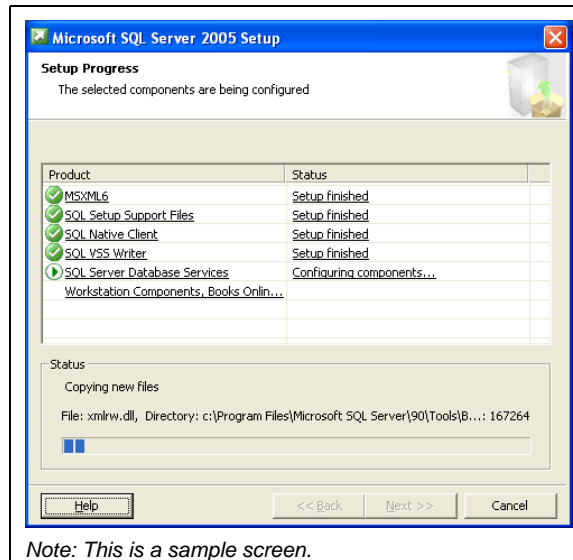 Microsoft SQL Server 2005 Setup
Setup Progress
The selected components are being configured
Product Status
MSXML6 Setup finished
SQL Setup Support Files Setup finished
SQL Native Client Setup finished
SQL VSS Writer Setup finished
SQL Server Database Services Configuring components...
Workstation Components, Books Onlin...
Status
Copying new files
File: xmlrw.dll, Directory: c:\Program Files\Microsoft SQL Server\90\Tools\B...: 167264
Help << Back Next >> Cancel
Note: This is a sample screen.